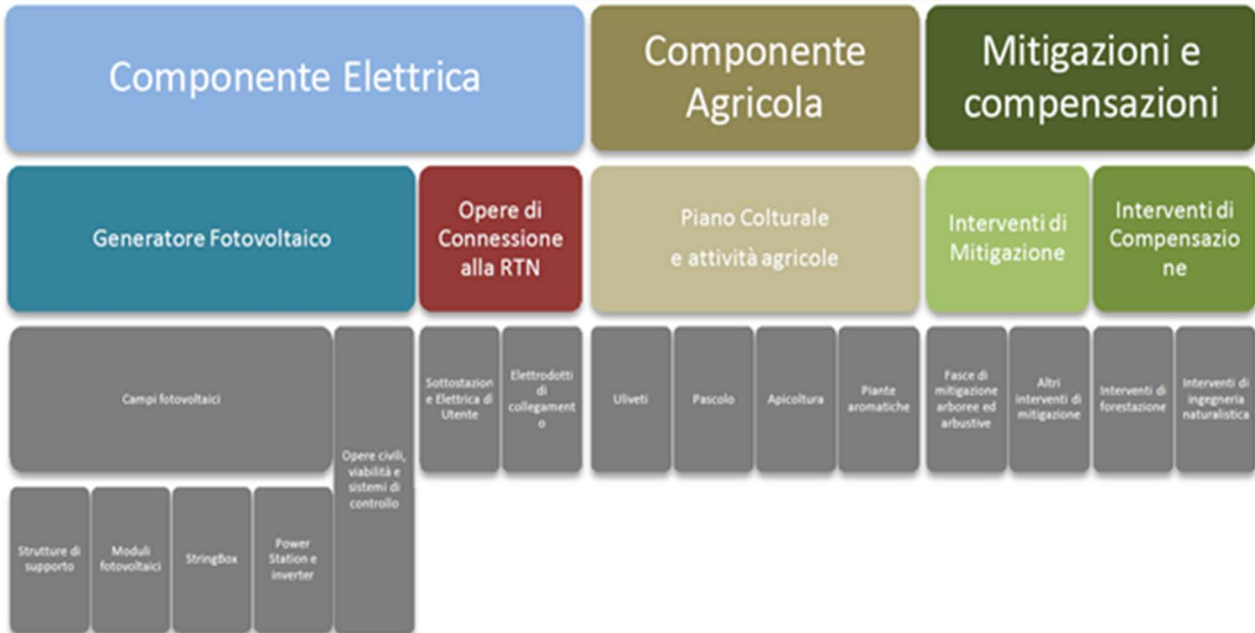 Componente Elettrica
Componente
Agricola
Mitigazioni e
compensazioni
Generatore Fotovoltaico
Opere di
Connessione
alla RTN
Piano Colturale
e attività agricole
Interventi di
Mitigazione
Interventi di
Compensazio
ne
Campi fotovoltaici
Opere civili,
viabilità e
sistemi di
controllo
Sottostazion
e Elettrica di
Utente
Elettrodotti
di
collegament
o
Uliveti
Pascolo
Apicoltura
Piante
aromatiche
Fasce di
mitigazione
arboree ed
arbustive
Altri
interventi di
mitigazione
Interventi di
forestazione
Interventi di
ingegneria
naturalistica
Strutture di
supporto
Moduli
fotovoltaici
StringBox
Power
Station e
inverter